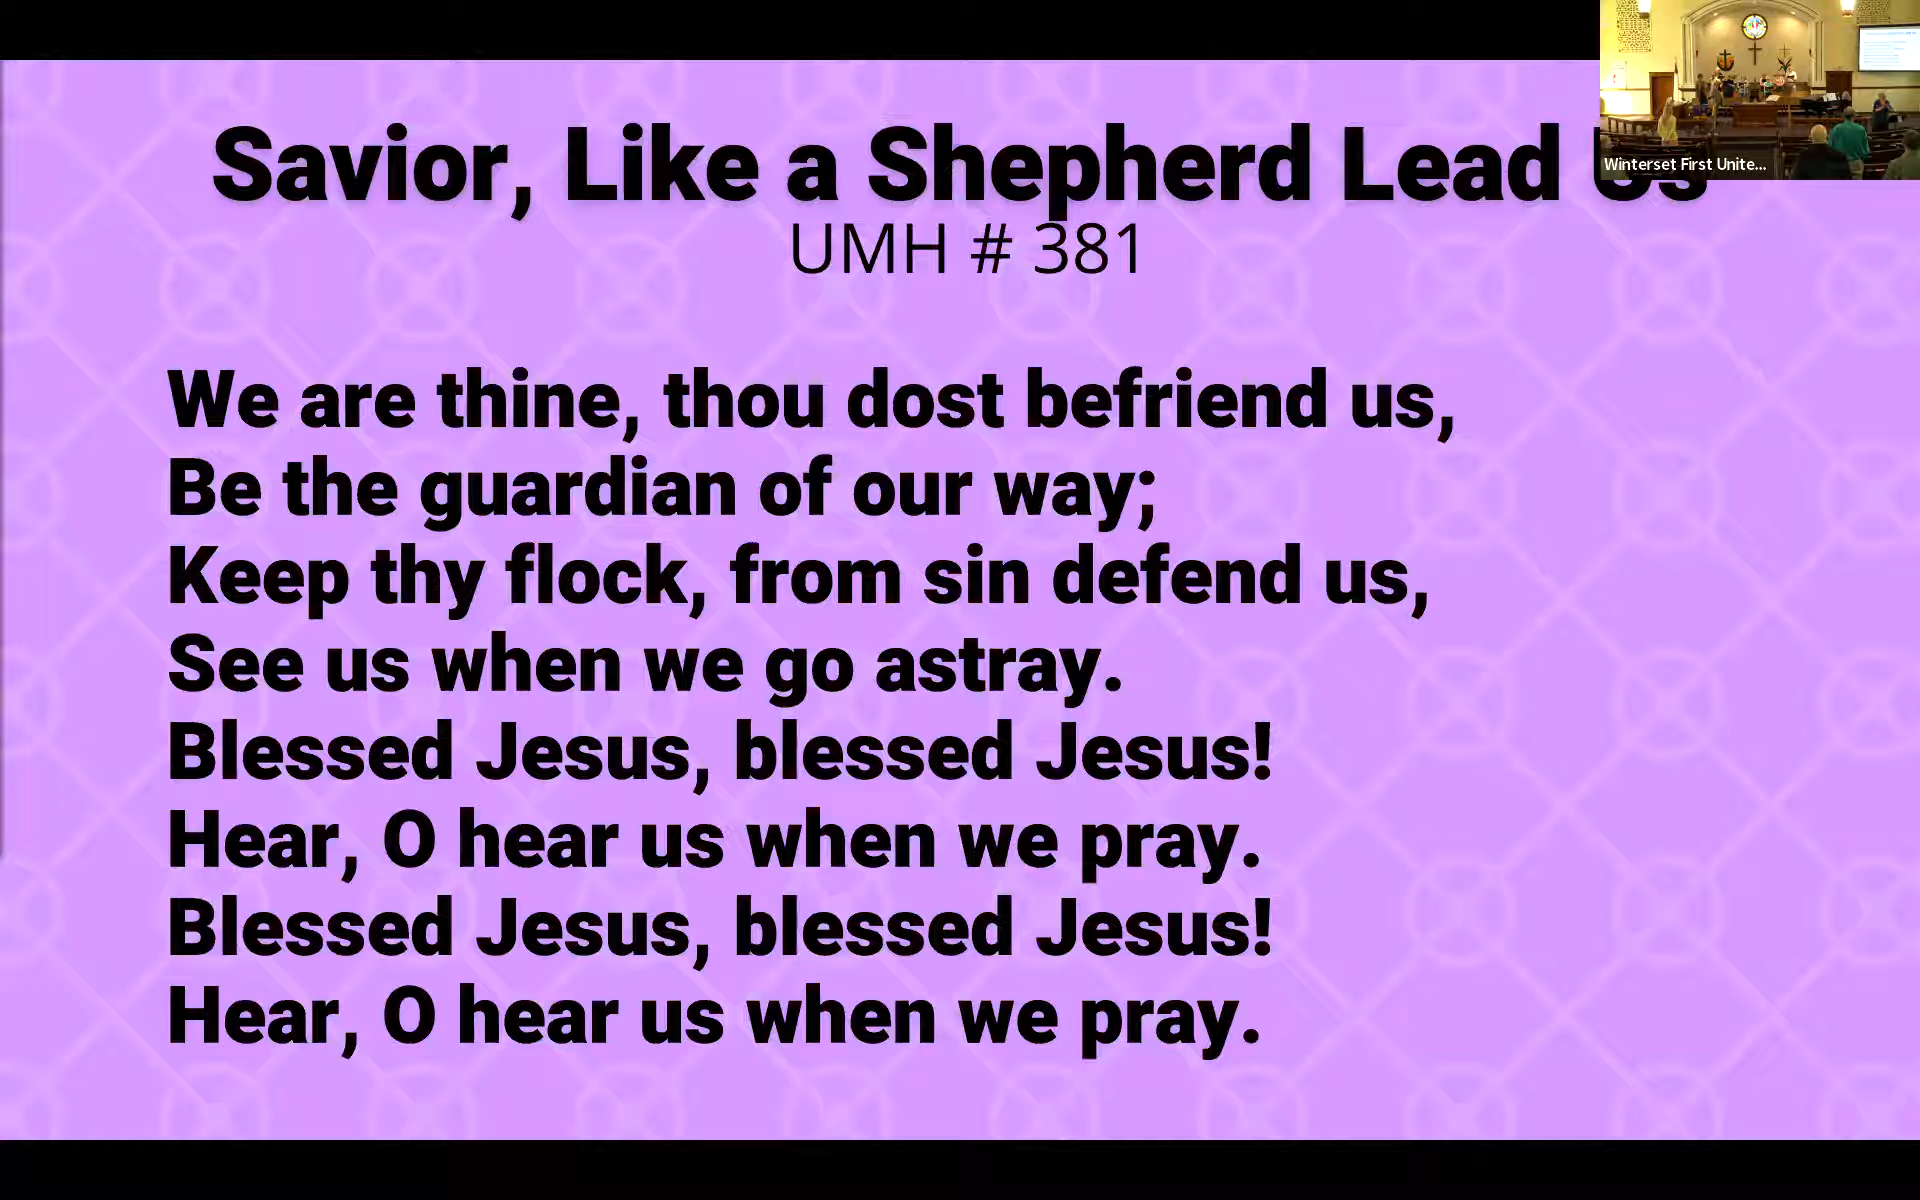 Savior, Like a Shepherd Lead Us
UMH # 381
We are thine, thou dost befriend us,
Be the guardian of our way;
Keep thy flock, from sin defend us,
See us when we go astray.
Blessed Jesus, blessed Jesus!
Hear, O hear us when we pray.
Blessed Jesus, blessed Jesus!
Hear, O hear us when we pray.
Winterset First Unite...